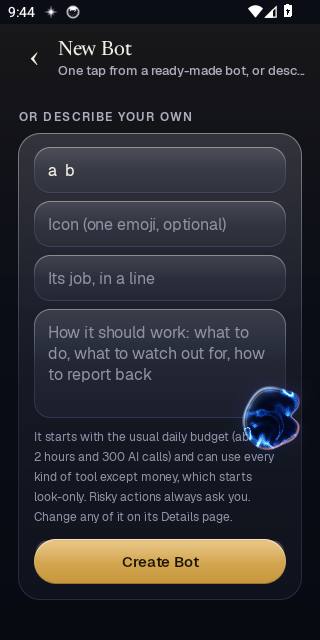 9:44
New Bot
One tap from a ready-made bot, or desc...
OR DESCRIBE YOUR OWN
a b
Icon (one emoji, optional)
Its job, in a line
How it should work: what to
do, what to watch out for, how
to report back
It starts with the usual daily budget
2 hours and 300 AI calls) and can use every
kind of tool except money, which starts
look-only. Risky actions always ask you.
Change any of it on its Details page.
Create Bot